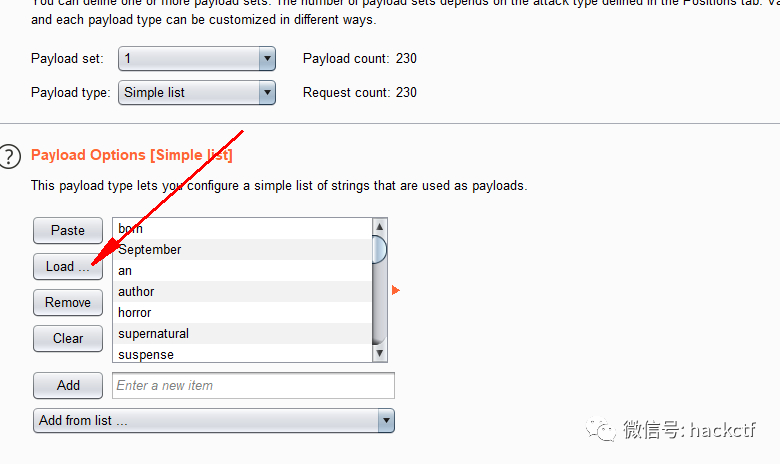 You can define one or more payload sets. The number of payload sets depends on the attack type defined in the Positions tab. Va
and each payload type can be customized in different ways.
Payload set: 1 Payload count: 230
Payload type: Simple list Request count: 230
? Payload Options [Simple list]
This payload type lets you configure a simple list of strings that are used as payloads.
Paste
Load ...
Remove
Clear
born
September
an
author
horror
supernatural
suspense
Add Enter a new item
Add from list ...
微信号: hackctf